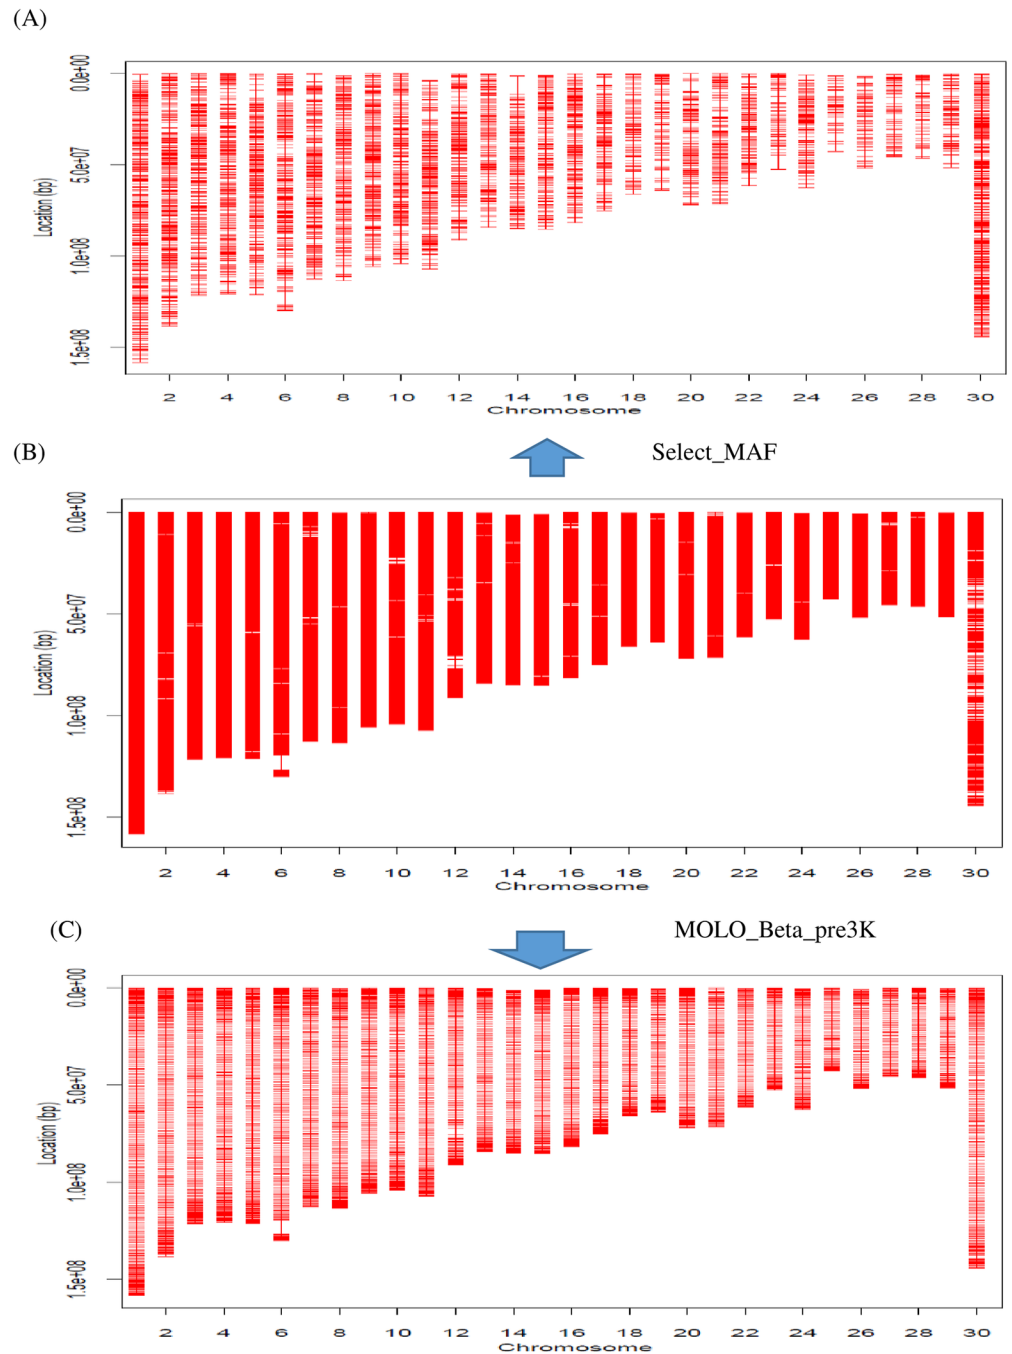 (A)
0.0e+00
5.0e+07
1.0e+08
1.5e+08
Location (bp)
2 4 6 8 10 12 14 16 18 20 22 24 26 28 30
Chromosome
Select_MAF
(B)
0.0e+00
5.0e+07
1.0e+08
1.5e+08
Location (bp)
2 4 6 8 10 12 14 16 18 20 22 24 26 28 30
Chromosome
(C)
MOLO_Beta_pre3K
0.0e+00
5.0e+07
1.0e+08
1.5e+08
Location (bp)
2 4 6 8 10 12 14 16 18 20 22 24 26 28 30
Chromosome